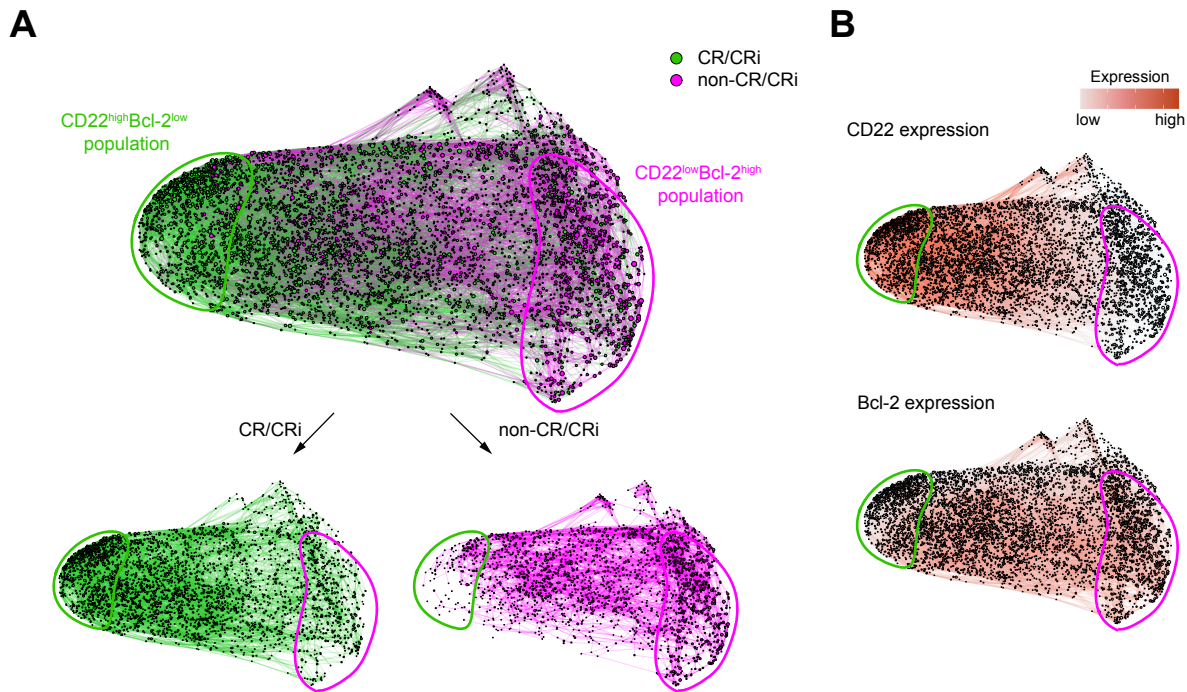 A
CR/CRi
non-CR/CRi
CD22highBcl-2low
population
CD22lowBcl-2high
population
CR/CRi
non-CR/CRi
B
Expression
low high
CD22 expression
Bcl-2 expression